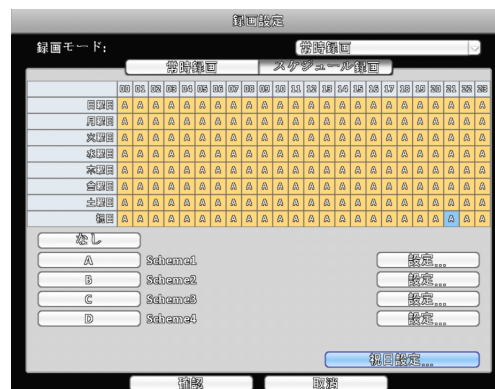 録画設定
録画モード: 常時録画
常時録画 スケジュール録画
00 01 02 03 04 05 06 07 08 09 10 11 12 13 14 15 16 17 18 19 20 21 22 23
日曜日 A A A A A A A A A A A A A A A A A A A A A A A A
月曜日 A A A A A A A A A A A A A A A A A A A A A A A A
火曜日 A A A A A A A A A A A A A A A A A A A A A A A A
水曜日 A A A A A A A A A A A A A A A A A A A A A A A A
木曜日 A A A A A A A A A A A A A A A A A A A A A A A A
金曜日 A A A A A A A A A A A A A A A A A A A A A A A A
土曜日 A A A A A A A A A A A A A A A A A A A A A A A A
祝日 A A A A A A A A A A A A A A A A A A A A A A A A
なし
A Scheme1 設定...
B Scheme2 設定...
C Scheme3 設定...
D Scheme4 設定...
祝日設定...
確認 取消